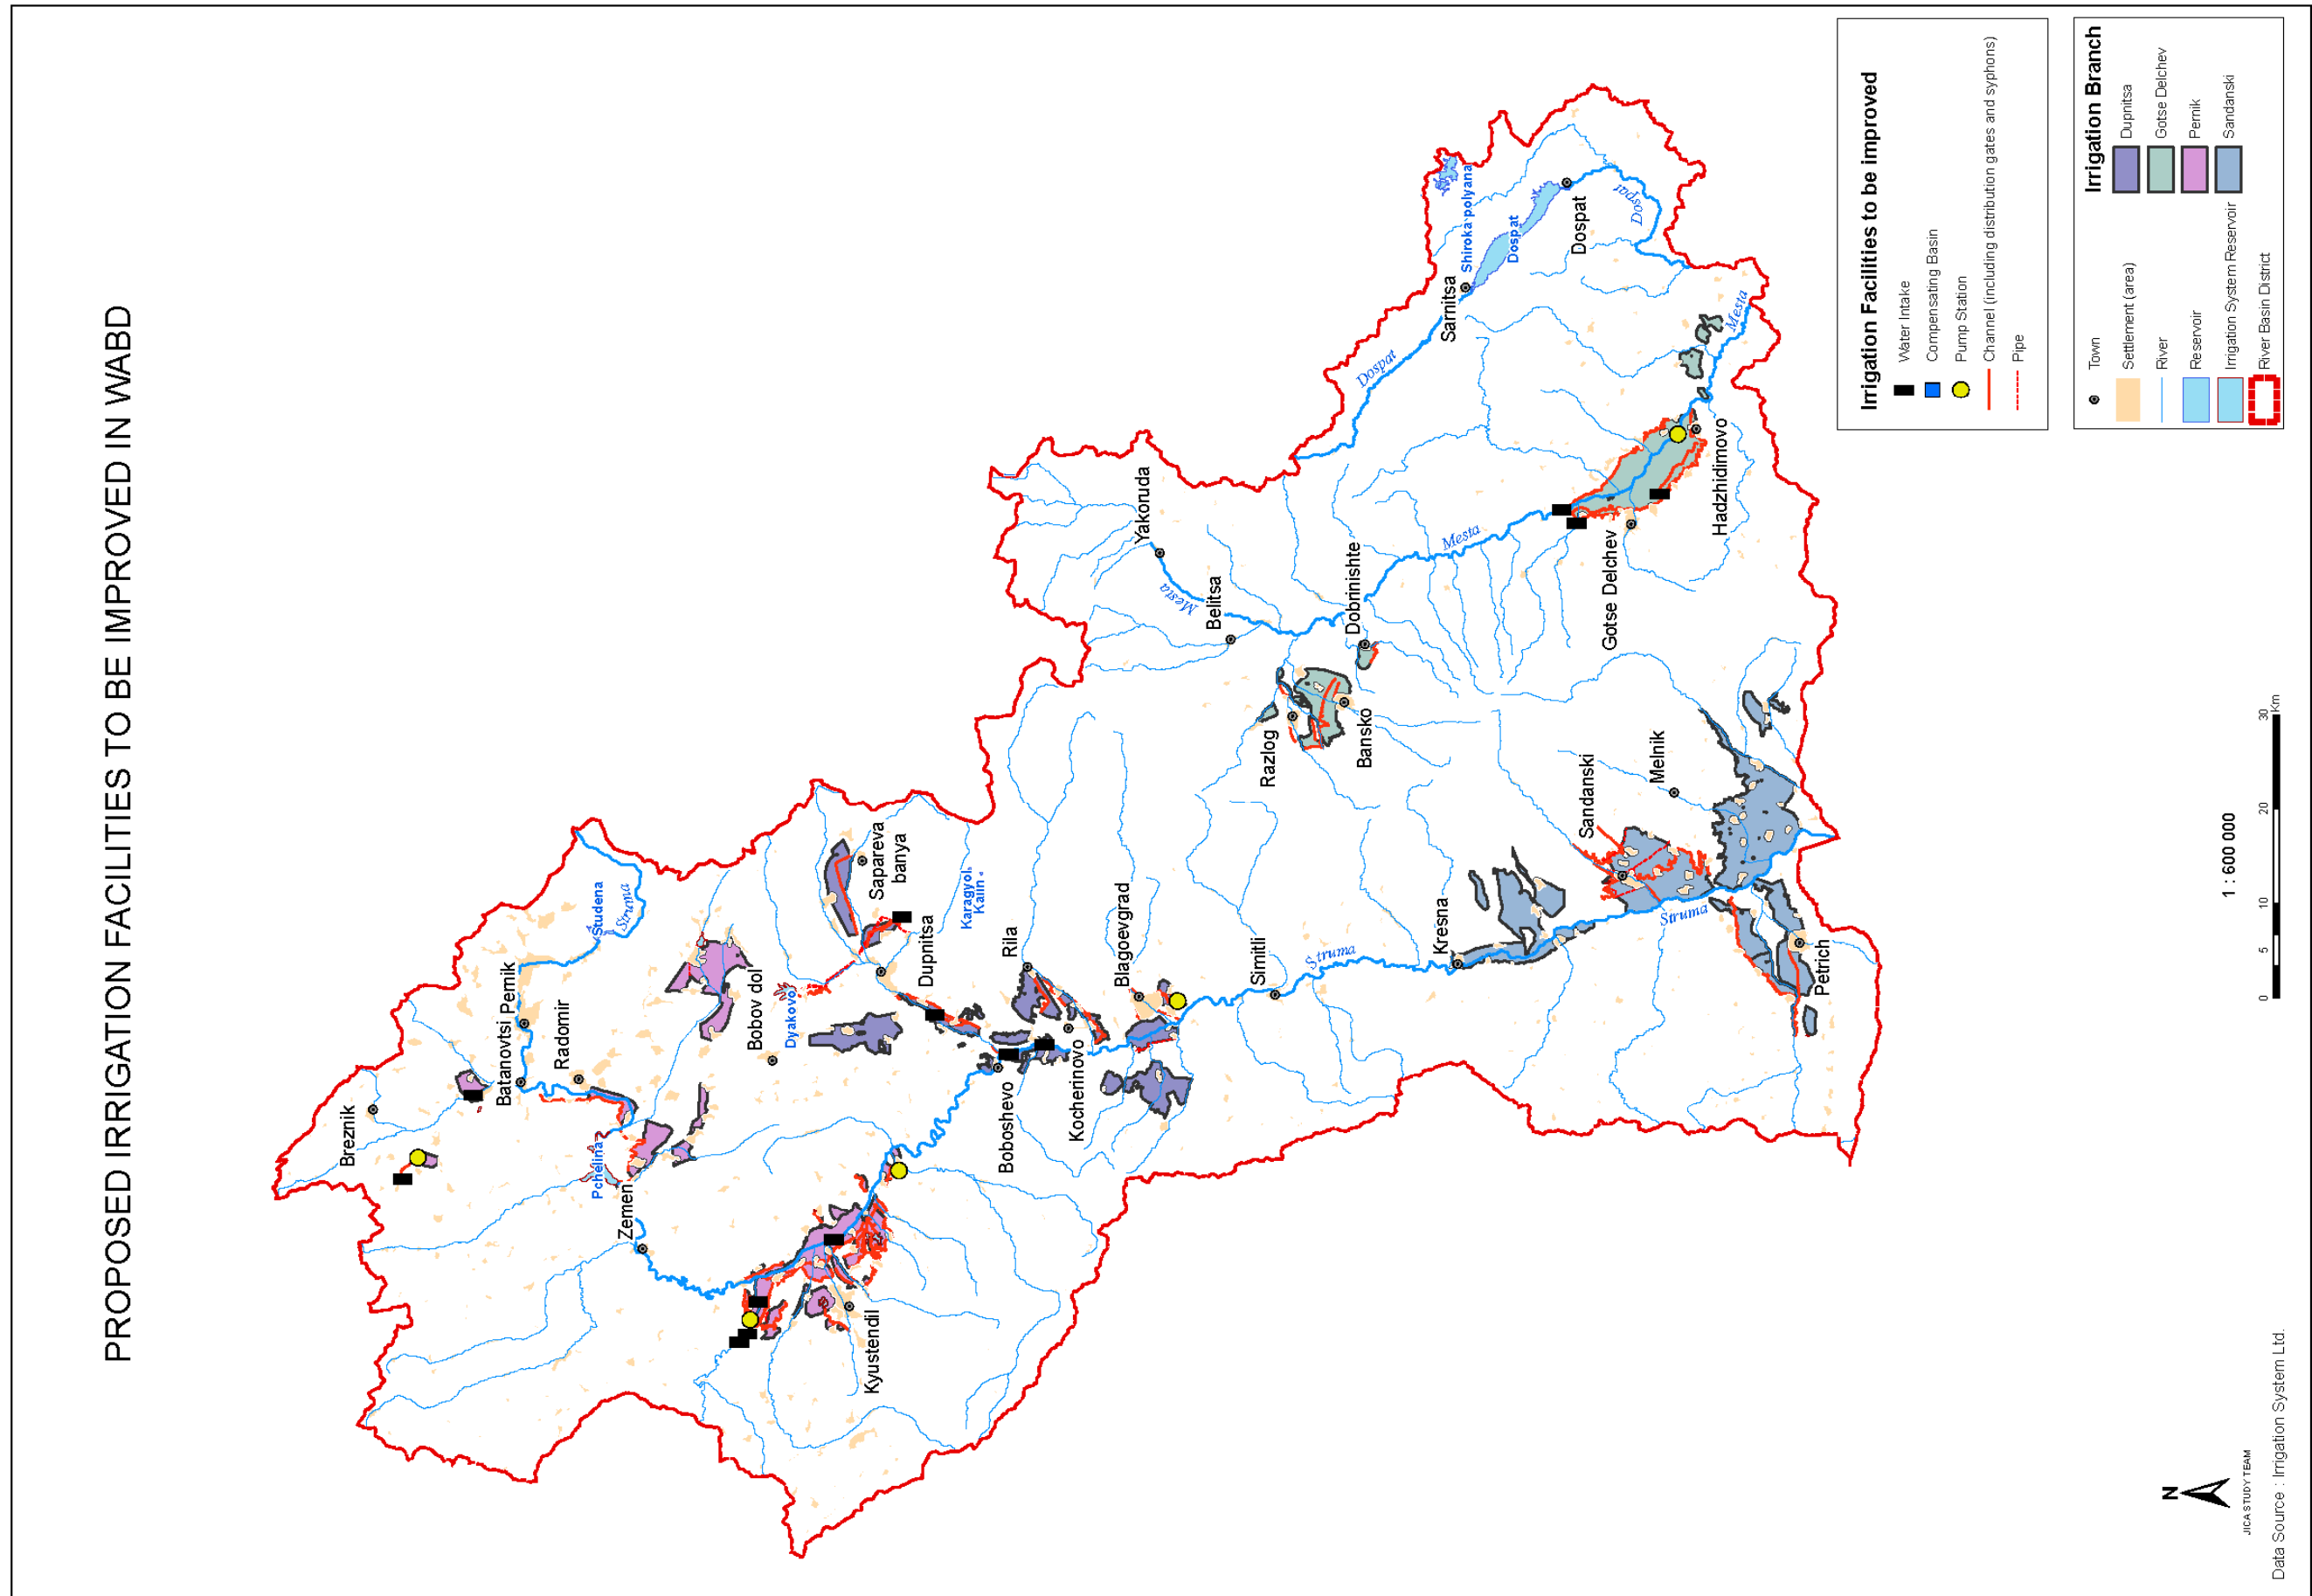 PROPOSED IRRIGATION FACILITIES TO BE IMPROVED IN WABD
Breznik
Batanovtsi
Pernik
Radomir
Studena
Struma
Pchelina
Zemen
Kyustendil
Bobov dol
Dyakovo
Sapareva
banya
Dupnitsa
Karagyol
Kalin
Boboshevo
Kocherinovo
Rila
Blagoevgrad
Simitli
Struma
Kresna
Sandanski
Melnik
Struma
Petrich
Yakoruda
Mesta
Belitsa
Razlog
Bansko
Dobrinishte
Mesta
Gotse Delchev
Hadzhidimovo
Mesta
Dospat
Sarnitsa
Shiroka polyana
Dospat
Dospat
Dospat
Irrigation Facilities to be improved
Water Intake
Compensating Basin
Pump Station
Channel (including distribution gates and syphons)
Pipe
Town
Settlement (area)
River
Reservoir
Irrigation System Reservoir
River Basin District
Irrigation Branch
Dupnitsa
Gotse Delchev
Pernik
Sandanski
1 : 600 000
0 5 10 20 30
Km
N
JICA STUDY TEAM
Data Source : Irrigation System Ltd.